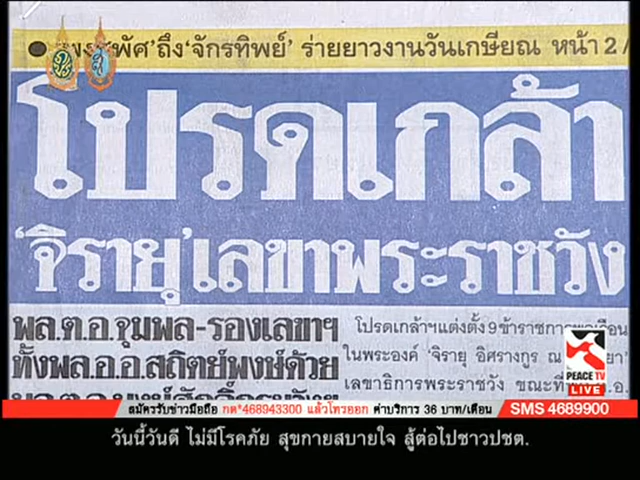 ถึง 'จักรทิพย์' ร่ายยาวงานวันเกษียณ หน้า 2
โปรดเกล้า
'จิรายุ' เลขาพระราชวัง
พล.ต.อ.จุมพล-รองเลขาฯ
ทั้งพล.อ.อ.สถิตย์พงษ์ด้วย
โปรดเกล้าฯแต่งตั้ง 9 ข้าราชการ
ในพระองค์ 'จิรายุ อิศรางกูร ณ
เลขาธิการพระราชวัง ขณะที่
PEACE TV
LIVE
สมัครรับข่าวมือถือ กด*468943300 แล้วโทรออก ค่าบริการ 36 บาท/เดือน SMS 4689900
วันนี้วันดี ไม่มีโรคภัย สุขกายสบายใจ สู้ต่อไปชาวปชต.